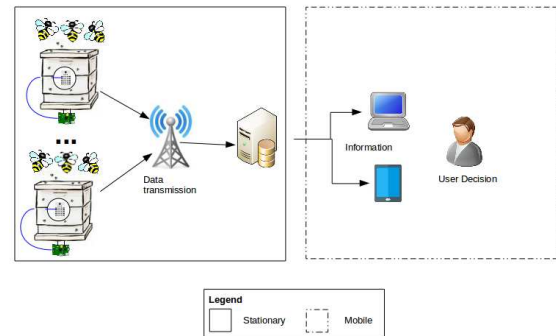 ...
Data
transmission
Information
User Decision
Legend
Stationary
Mobile